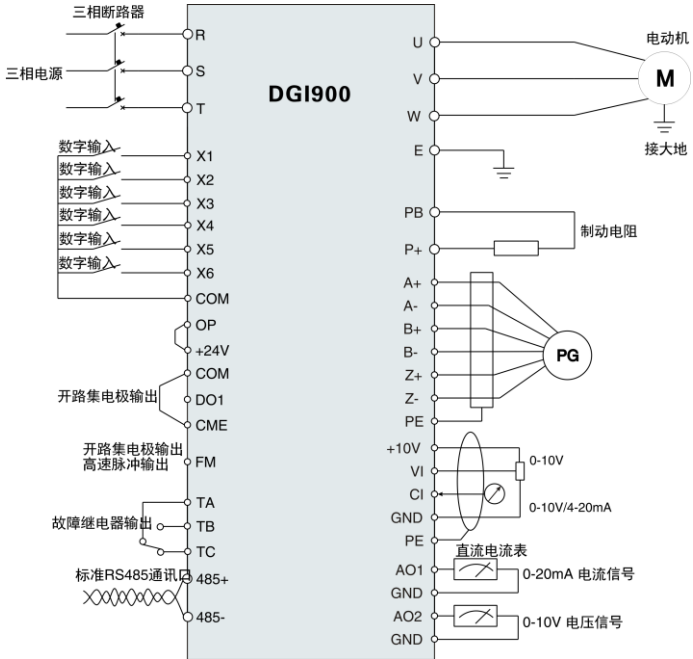 三相断路器
R
三相电源
S
T
数字输入
X1
数字输入
X2
数字输入
X3
数字输入
X4
数字输入
X5
数字输入
X6
COM
OP
+24V
COM
开路集电极输出
DO1
CME
开路集电极输出
高速脉冲输出
FM
TA
故障继电器输出
TB
TC
标准RS485通讯口
485+
485-
DGI900
U
电动机
V
M
W
接大地
E
PB
制动电阻
P+
A+
A-
B+
B-
PG
Z+
Z-
PE
+10V
0-10V
VI
CI
0-10V/4-20mA
GND
PE
直流电流表
AO1
0-20mA 电流信号
GND
AO2
0-10V 电压信号
GND